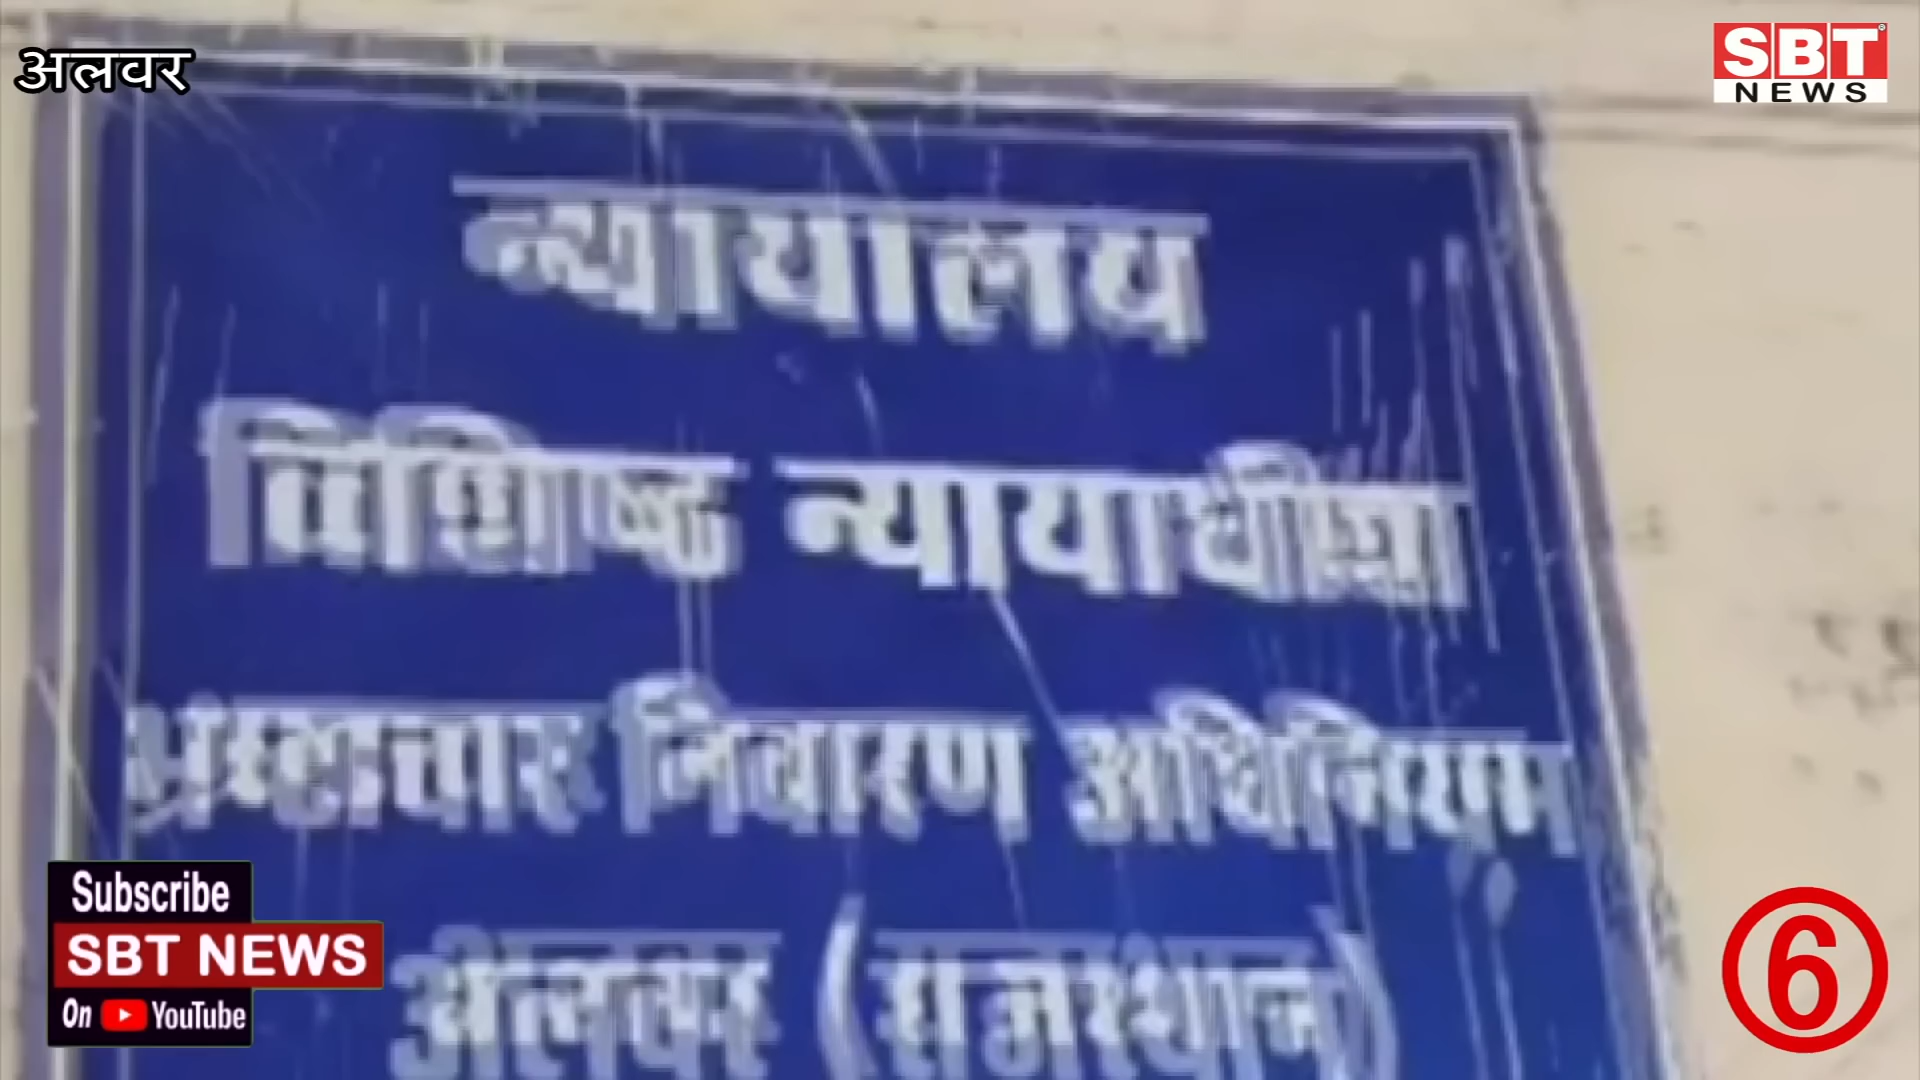 अलवर
SBT
NEWS
न्यायालय
विशिष्ठ न्यायाधीश
भ्रष्टाचार निवारण अधिनियम
अलवर (राजस्थान)
Subscribe
SBT NEWS
On YouTube
6